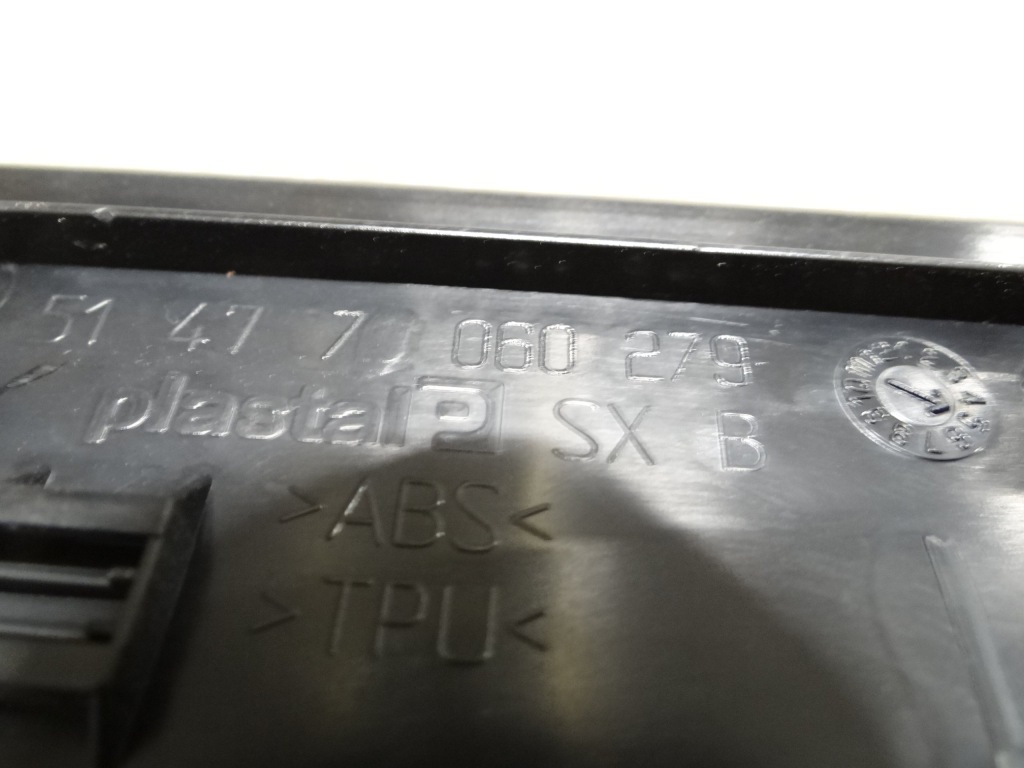 51 47 7 060 279
plastal SX B
>ABS<
>TPU<